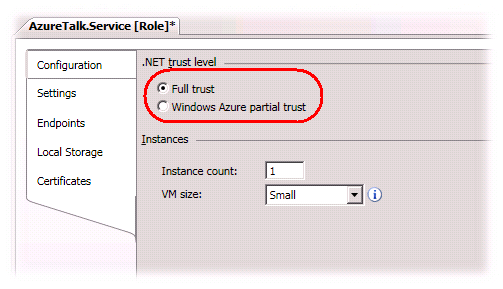 AzureTalk.Service [Role]*
Configuration
Settings
Endpoints
Local Storage
Certificates
.NET trust level
Full trust
Windows Azure partial trust
Instances
Instance count: 1
VM size: Small